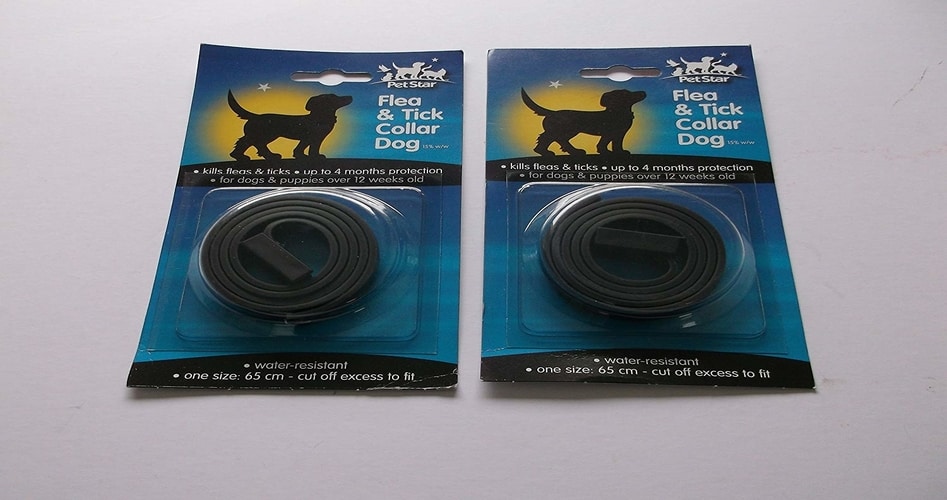 PetStar
Flea
& Tick
Collar
Dog 15% w/w
• kills fleas & ticks • up to 4 months protection
• for dogs & puppies over 12 weeks old
• water-resistant
• one size: 65 cm - cut off excess to fit
PetStar
Flea
& Tick
Collar
Dog 15% w/w
• kills fleas & ticks • up to 4 months protection
• for dogs & puppies over 12 weeks old
• water-resistant
• one size: 65 cm - cut off excess to fit